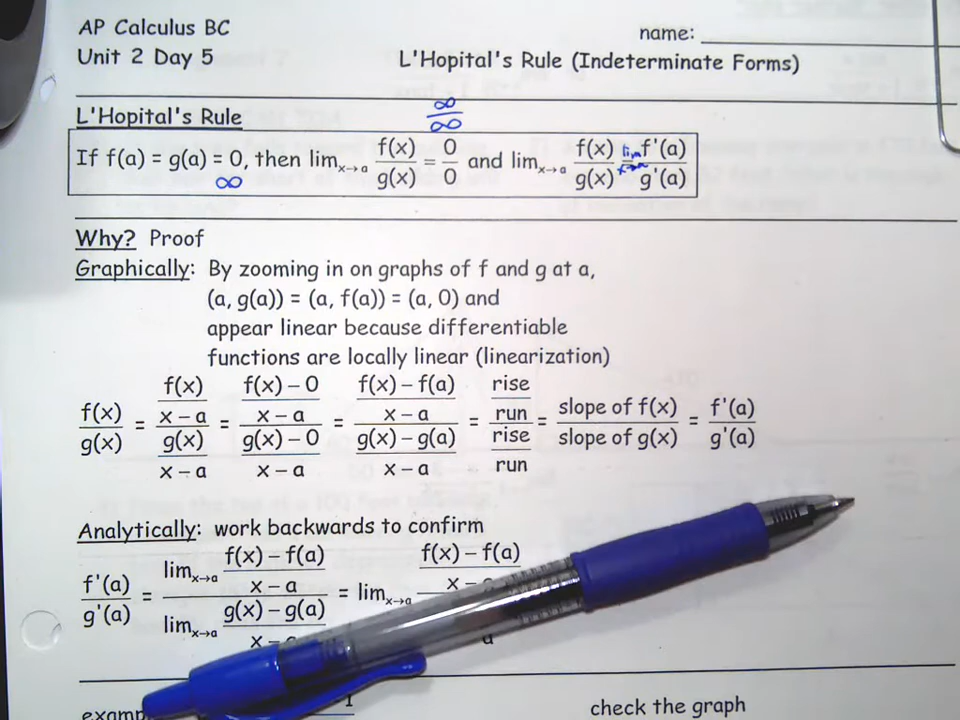 AP Calculus BC
name:
Unit 2 Day 5
L'Hopital's Rule (Indeterminate Forms)
L'Hopital's Rule
∞/∞
If f(a) = g(a) = 0, then lim x→a f(x)/g(x) = 0/0 and lim x→a f(x)/g(x) = lim x→a f'(a)/g'(a)
∞
Why? Proof
Graphically: By zooming in on graphs of f and g at a,
(a, g(a)) = (a, f(a)) = (a, 0) and
appear linear because differentiable
functions are locally linear (linearization)
f(x)/g(x) = (f(x)/(x – a))/(g(x)/(x – a)) = ((f(x) – 0)/(x – a))/((g(x) – 0)/(x – a)) = ((f(x) – f(a))/(x – a))/((g(x) – g(a))/(x – a)) = (rise/run)/(rise/run) = slope of f(x)/slope of g(x) = f'(a)/g'(a)
Analytically: work backwards to confirm
f'(a)/g'(a) = (lim x→a (f(x) – f(a))/(x – a))/(lim x→a (g(x) – g(a))/(x – = lim x→a f(x) – f(a) x –
check the graph